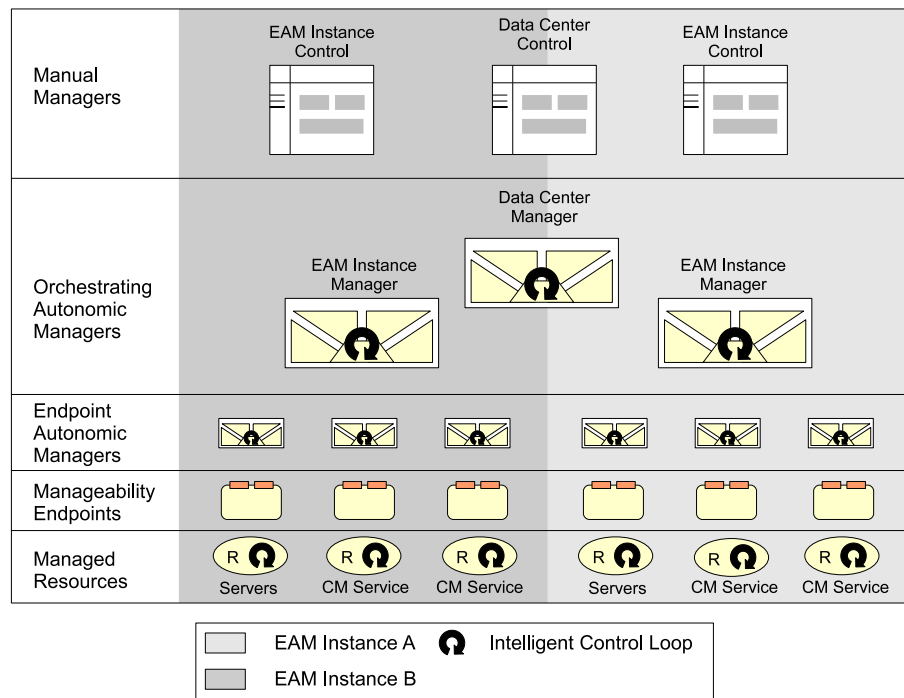 Manual
Managers
EAM Instance
Control
Data Center
Control
EAM Instance
Control
Orchestrating
Autonomic
Managers
Data Center
Manager
EAM Instance
Manager
EAM Instance
Manager
Endpoint
Autonomic
Managers
Manageability
Endpoints
Managed
Resources
R
R
R
R
R
R
Servers
CM Service
CM Service
Servers
CM Service
CM Service
EAM Instance A
Intelligent Control Loop
EAM Instance B